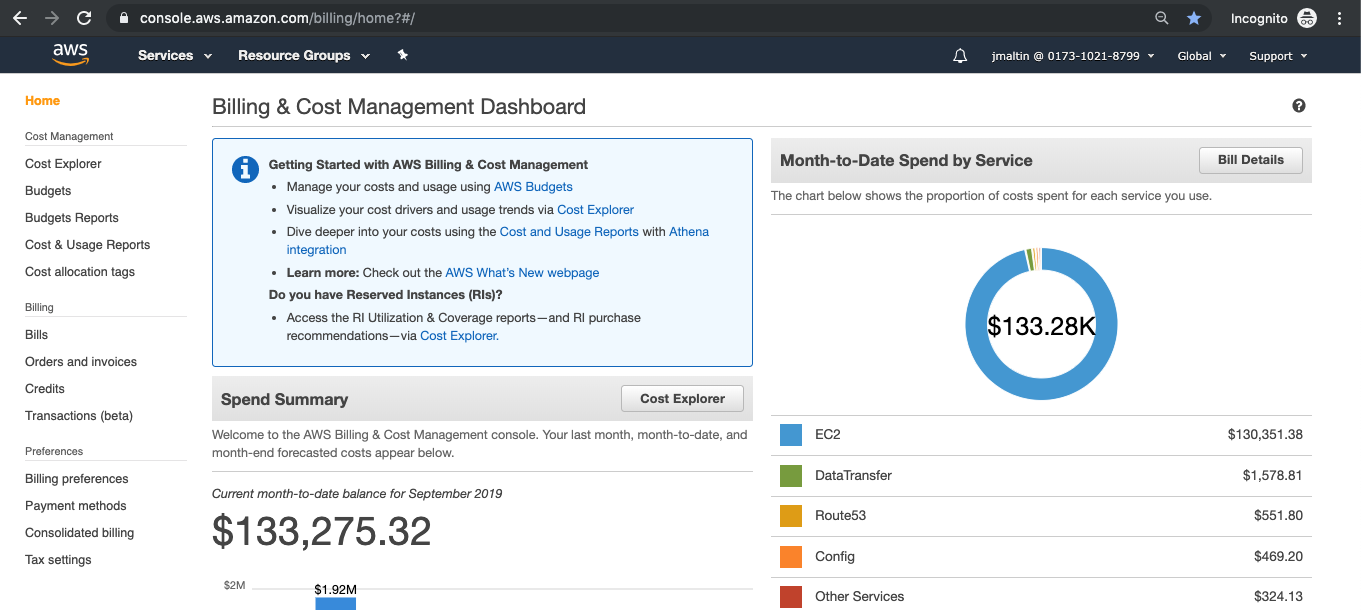 console.aws.amazon.com/billing/home?#/
Incognito
aws
Services
Resource Groups
jmaltin @ 0173-1021-8799
Global
Support
Home
Cost Management
Cost Explorer
Budgets
Budgets Reports
Cost & Usage Reports
Cost allocation tags
Billing
Bills
Orders and invoices
Credits
Transactions (beta)
Preferences
Billing preferences
Payment methods
Consolidated billing
Tax settings
Billing & Cost Management Dashboard
?
i
Getting Started with AWS Billing & Cost Management
• Manage your costs and usage using AWS Budgets
• Visualize your cost drivers and usage trends via Cost Explorer
• Dive deeper into your costs using the Cost and Usage Reports with Athena
integration
• Learn more: Check out the AWS What's New webpage
Do you have Reserved Instances (RIs)?
• Access the RI Utilization & Coverage reports—and RI purchase
recommendations—via Cost Explorer.
Spend Summary
Cost Explorer
Welcome to the AWS Billing & Cost Management console. Your last month, month-to-date, and
month-end forecasted costs appear below.
Current month-to-date balance for September 2019
$133,275.32
$2M
$1.92M
Month-to-Date Spend by Service
Bill Details
The chart below shows the proportion of costs spent for each service you use.
$133.28K
EC2 $130,351.38
DataTransfer $1,578.81
Route53 $551.80
Config $469.20
Other Services $324.13